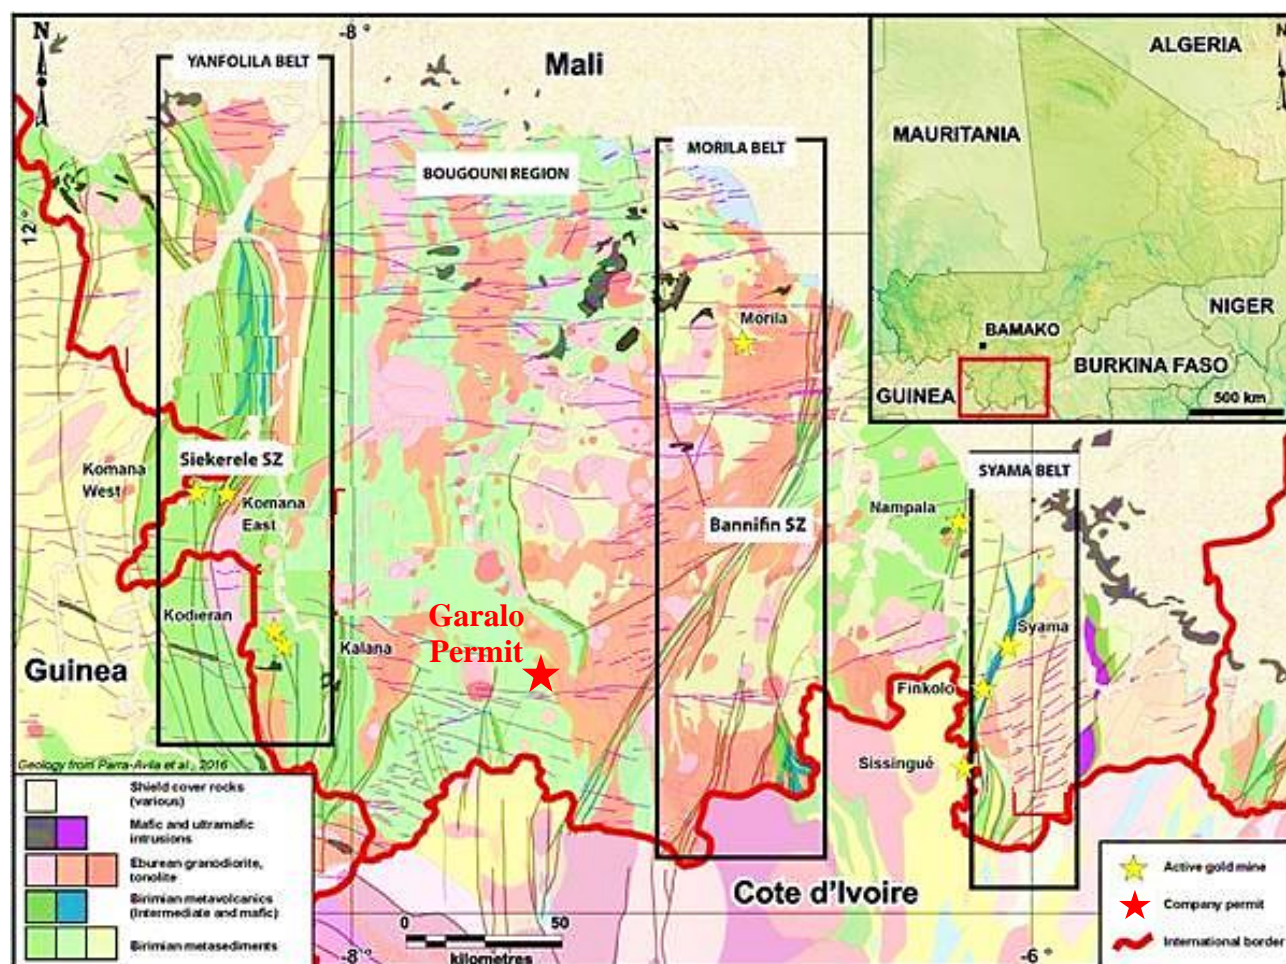 N
-8°
YANFOLILA BELT
Mali
BOUGOUNI REGION
MORILA BELT
12°
N
ALGERIA
MAURITANIA
NIGER
BAMAKO
BURKINA FASO
GUINEA
500 km
Morila
Komana
West
Siekerele SZ
Komana
East
SYAMA BELT
Nampala
Bannifin SZ
Kodieran
Kalana
Garalo
Permit
Syama
Guinea
Finkolo
Sissingué
Geology from Parra-Avila et al., 2016
Shield cover rocks
(various)
Mafic and ultramafic
intrusions
Eburean granodiorite,
tonolite
Birimian metavolcanics
(Intermediate and mafic)
Birimian metasediments
Cote d'Ivoire
0 50
kilometres
-8°
-6°
Active gold mine
Company permit
International border